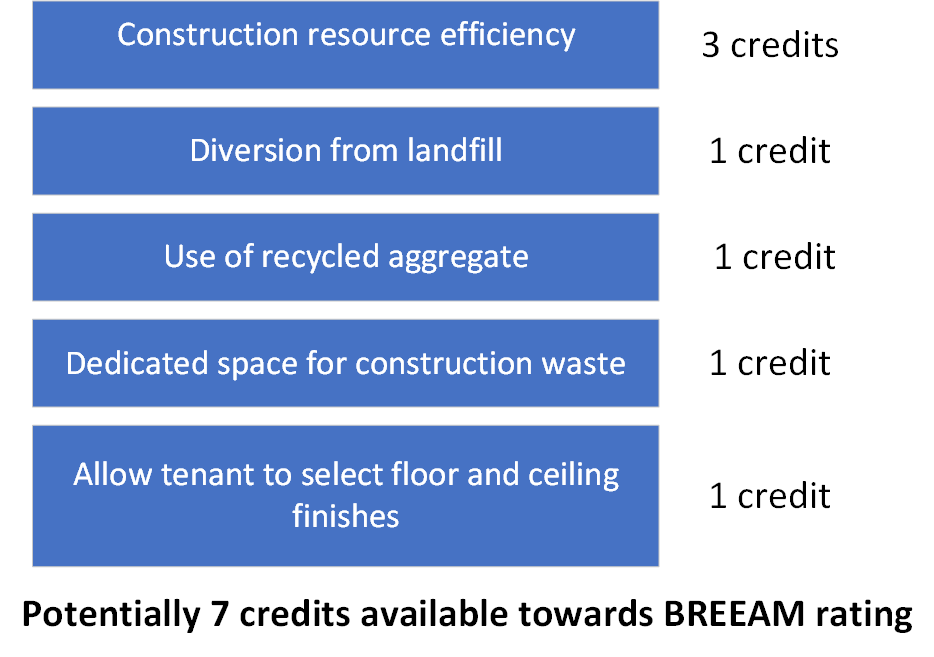 Construction resource efficiency
3 credits
Diversion from landfill
1 credit
Use of recycled aggregate
1 credit
Dedicated space for construction waste
1 credit
Allow tenant to select floor and ceiling
finishes
1 credit
Potentially 7 credits available towards BREEAM rating